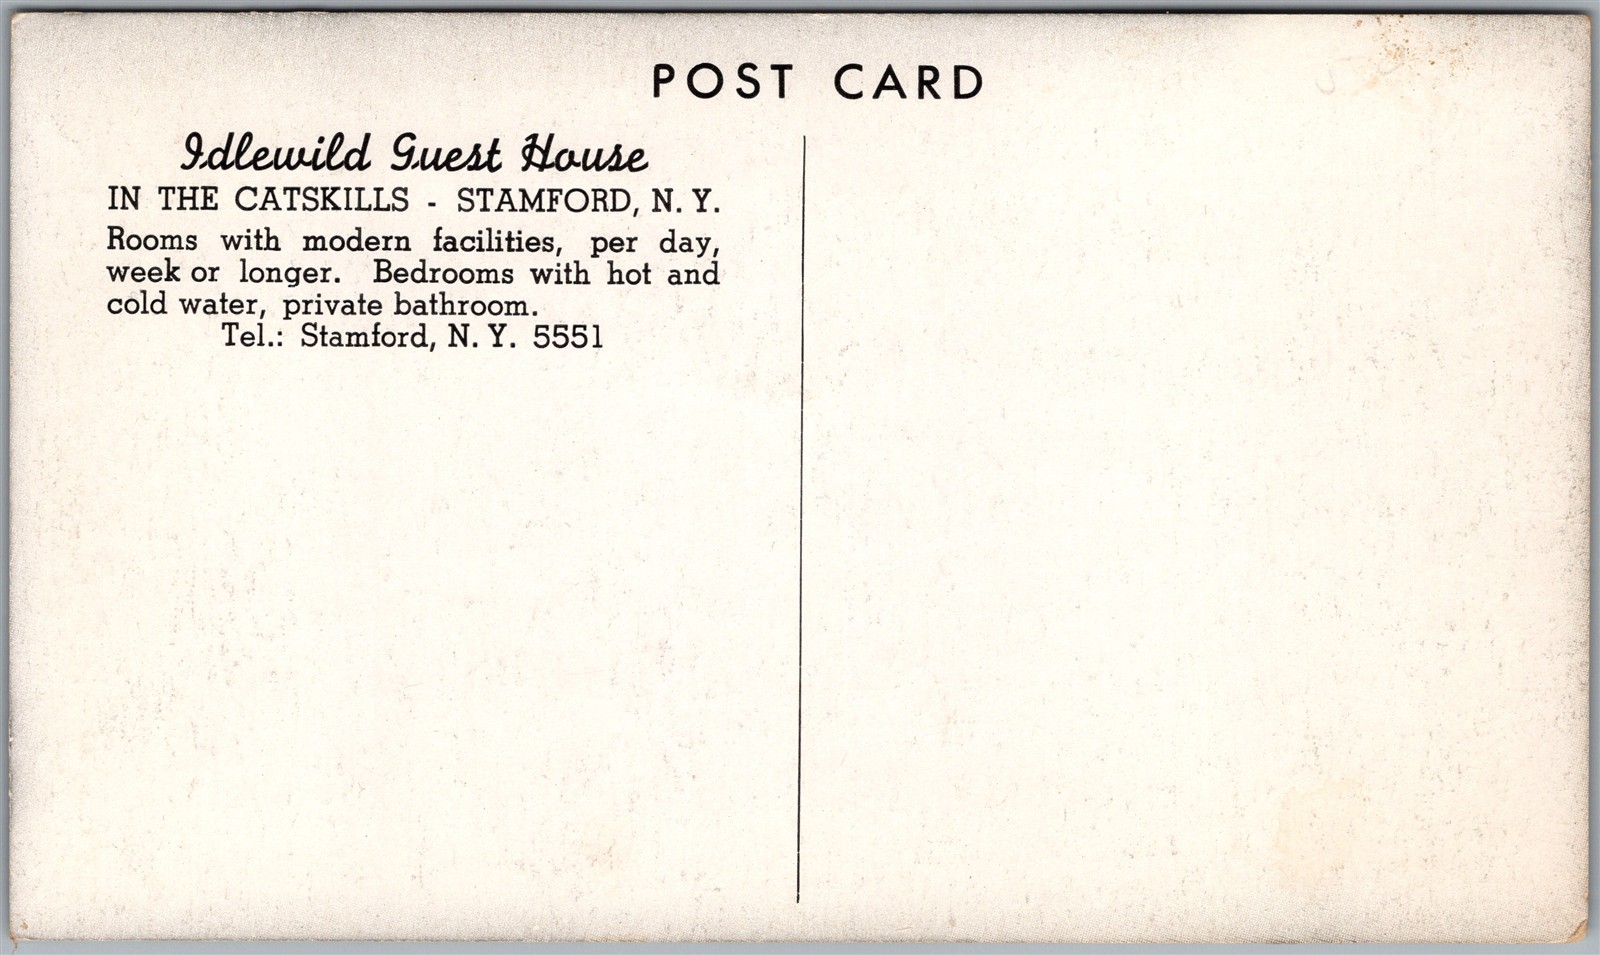 POST CARD
Idlewild Guest House
IN THE CATSKILLS - STAMFORD, N. Y.
Rooms with modern facilities, per day,
week or longer. Bedrooms with hot and
cold water, private bathroom.
Tel.: Stamford, N. Y. 5551